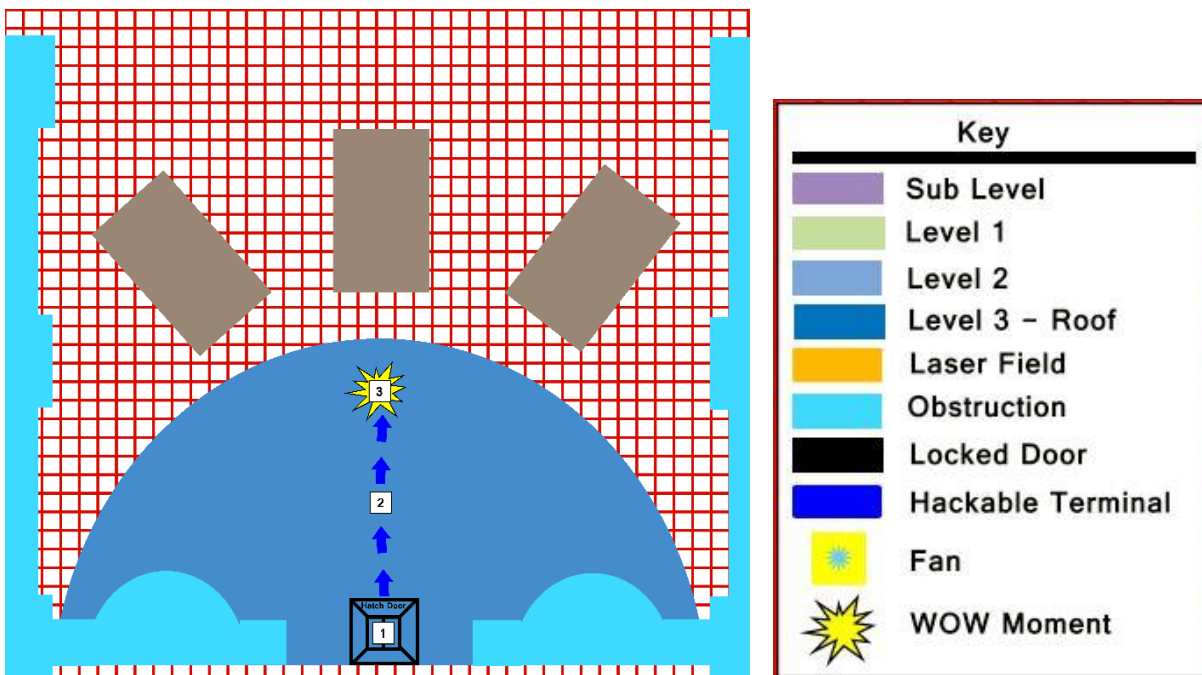 3
2
Hatch Door
1
Key
Sub Level
Level 1
Level 2
Level 3 - Roof
Laser Field
Obstruction
Locked Door
Hackable Terminal
Fan
WOW Moment